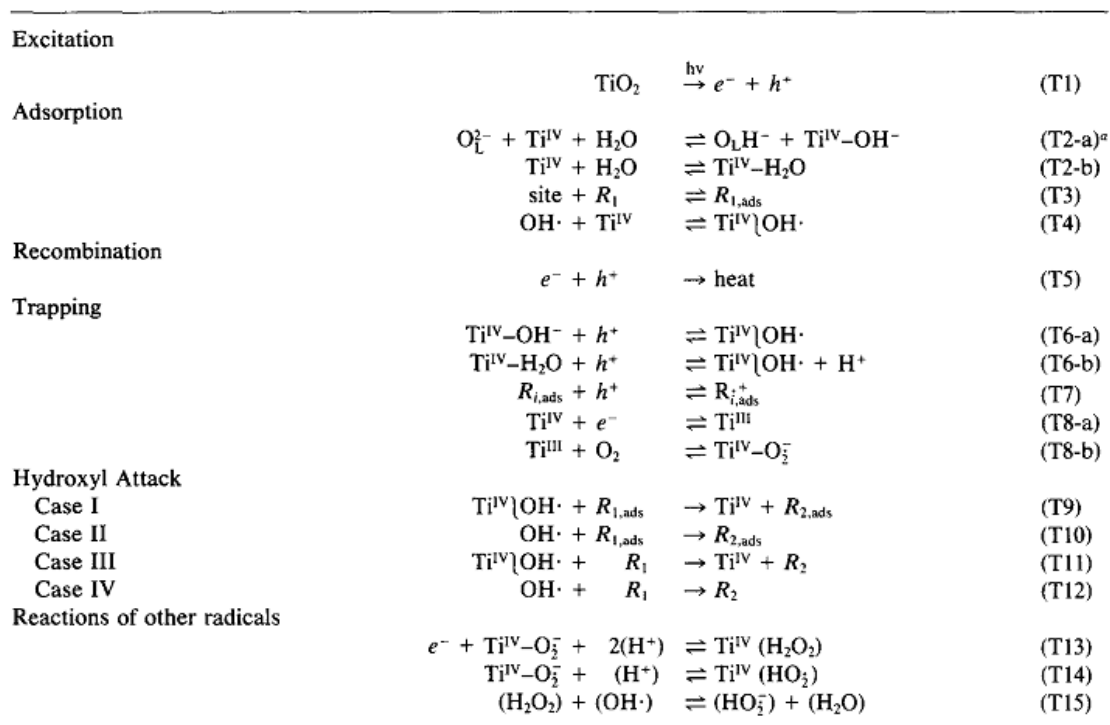 Excitation
TiO₂ →^hν e⁻ + h⁺ (T1)
Adsorption
O_L²⁻ + Ti^IV + H₂O ⇌ O_LH⁻ + Ti^IV–OH⁻ (T2-a)ᵃ
Ti^IV + H₂O ⇌ Ti^IV–H₂O (T2-b)
site + R₁ ⇌ R₁,ads (T3)
OH· + Ti^IV ⇌ Ti^IV⎱OH· (T4)
Recombination
e⁻ + h⁺ → heat (T5)
Trapping
Ti^IV–OH⁻ + h⁺ ⇌ Ti^IV⎱OH· (T6-a)
Ti^IV–H₂O + h⁺ ⇌ Ti^IV⎱OH· + H⁺ (T6-b)
R_i,ads + h⁺ ⇌ R_i,ads⁺ (T7)
Ti^IV + e⁻ ⇌ Ti^III (T8-a)
Ti^III + O₂ ⇌ Ti^IV–O₂⁻ (T8-b)
Hydroxyl Attack
Case I Ti^IV⎱OH· + R₁,ads → Ti^IV + R₂,ads (T9)
Case II OH· + R₁,ads → R₂,ads (T10)
Case III Ti^IV⎱OH· + R₁ → Ti^IV + R₂ (T11)
Case IV OH· + R₁ → R₂ (T12)
Reactions of other radicals
e⁻ + Ti^IV–O₂⁻ + 2(H⁺) ⇌ Ti^IV (H₂O₂) (T13)
Ti^IV–O₂⁻ + (H⁺) ⇌ Ti^IV (HO₂·) (T14)
(H₂O₂) + (OH·) ⇌ (HO₂·) + (H₂O) (T15)